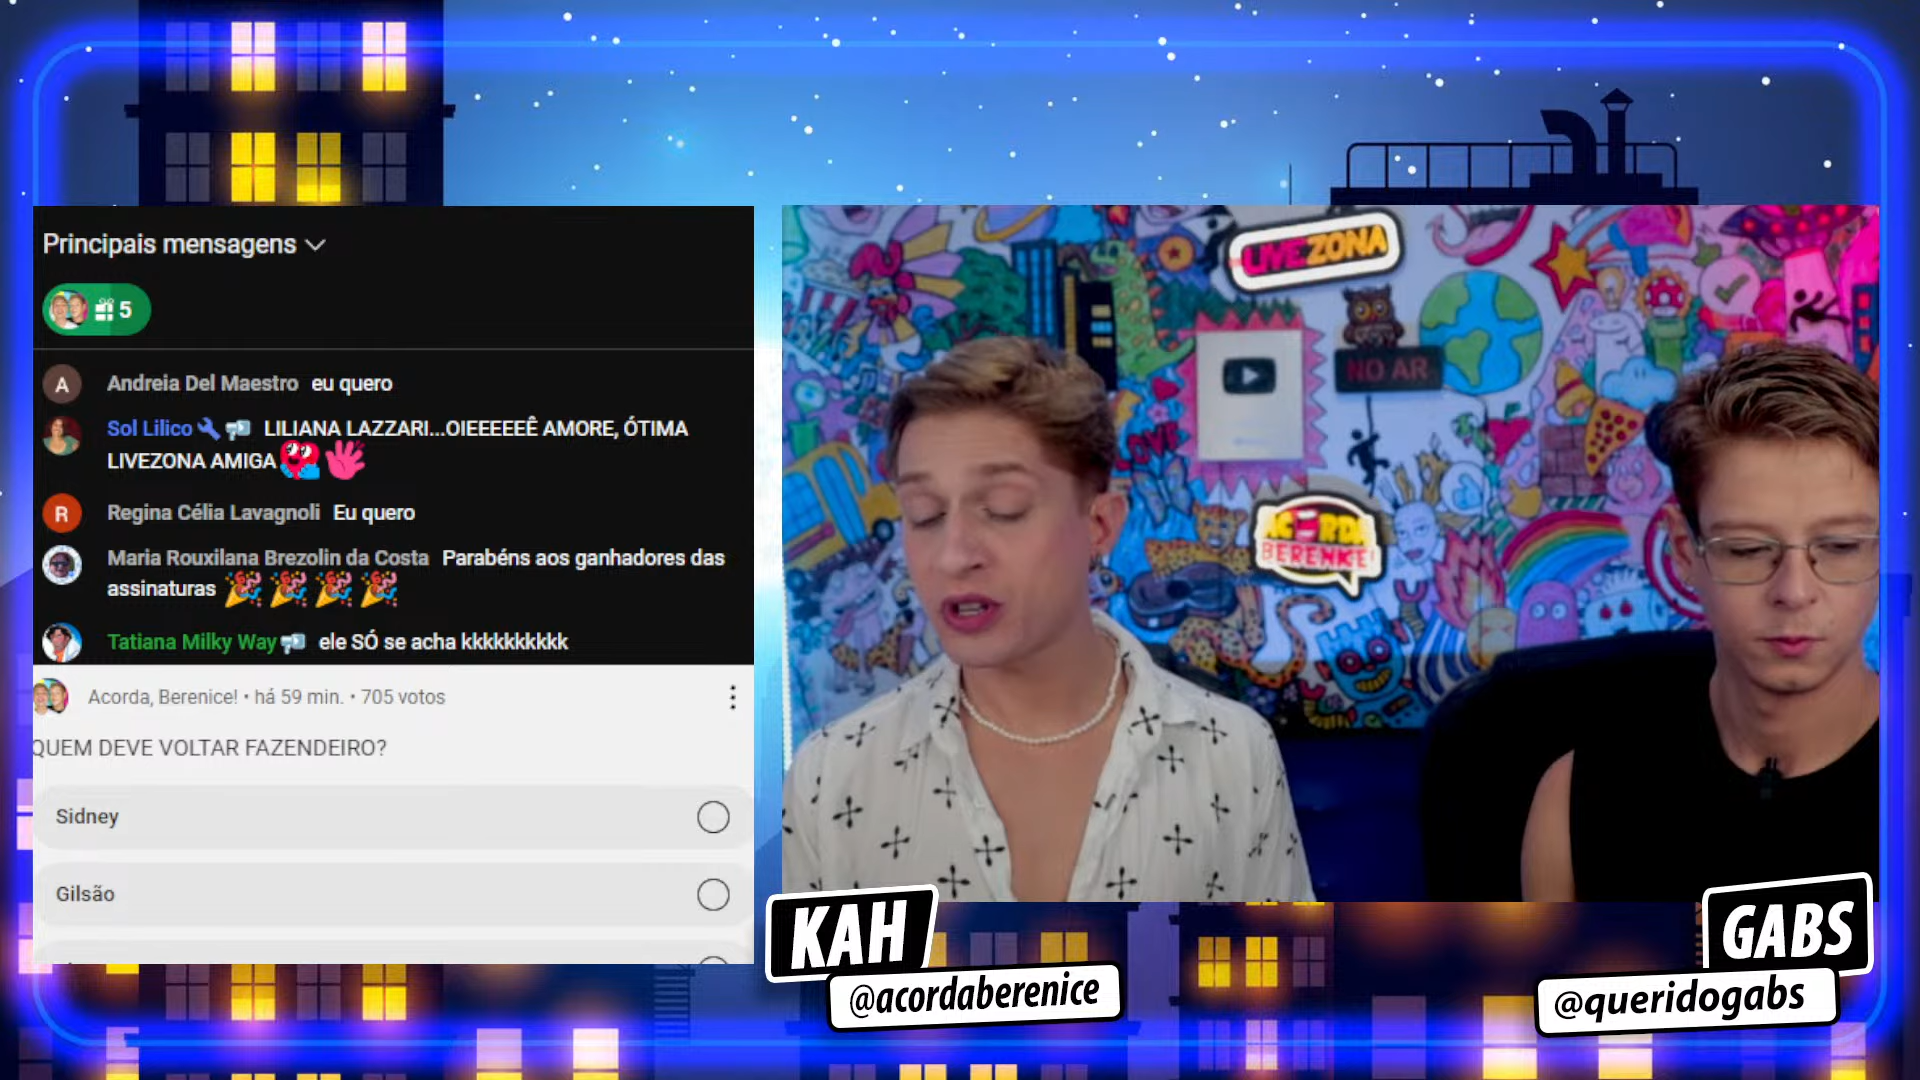 Principais mensagens
5
A Andreia Del Maestro eu quero
Sol Lilico LILIANA LAZZARI...OIEEEEEÊ AMORE, ÓTIMA
LIVEZONA AMIGA
R Regina Célia Lavagnoli Eu quero
Maria Rouxilana Brezolin da Costa Parabéns aos ganhadores das
assinaturas
Tatiana Milky Way ele SÓ se acha kkkkkkkkkk
Acorda, Berenice! • há 59 min. • 705 votos
QUEM DEVE VOLTAR FAZENDEIRO?
Sidney
Gilsão
LIVEZONA
NO AR
LOVE
ACORDA
BERENICE!
KAH
@acordaberenice
GABS
@queridogabs